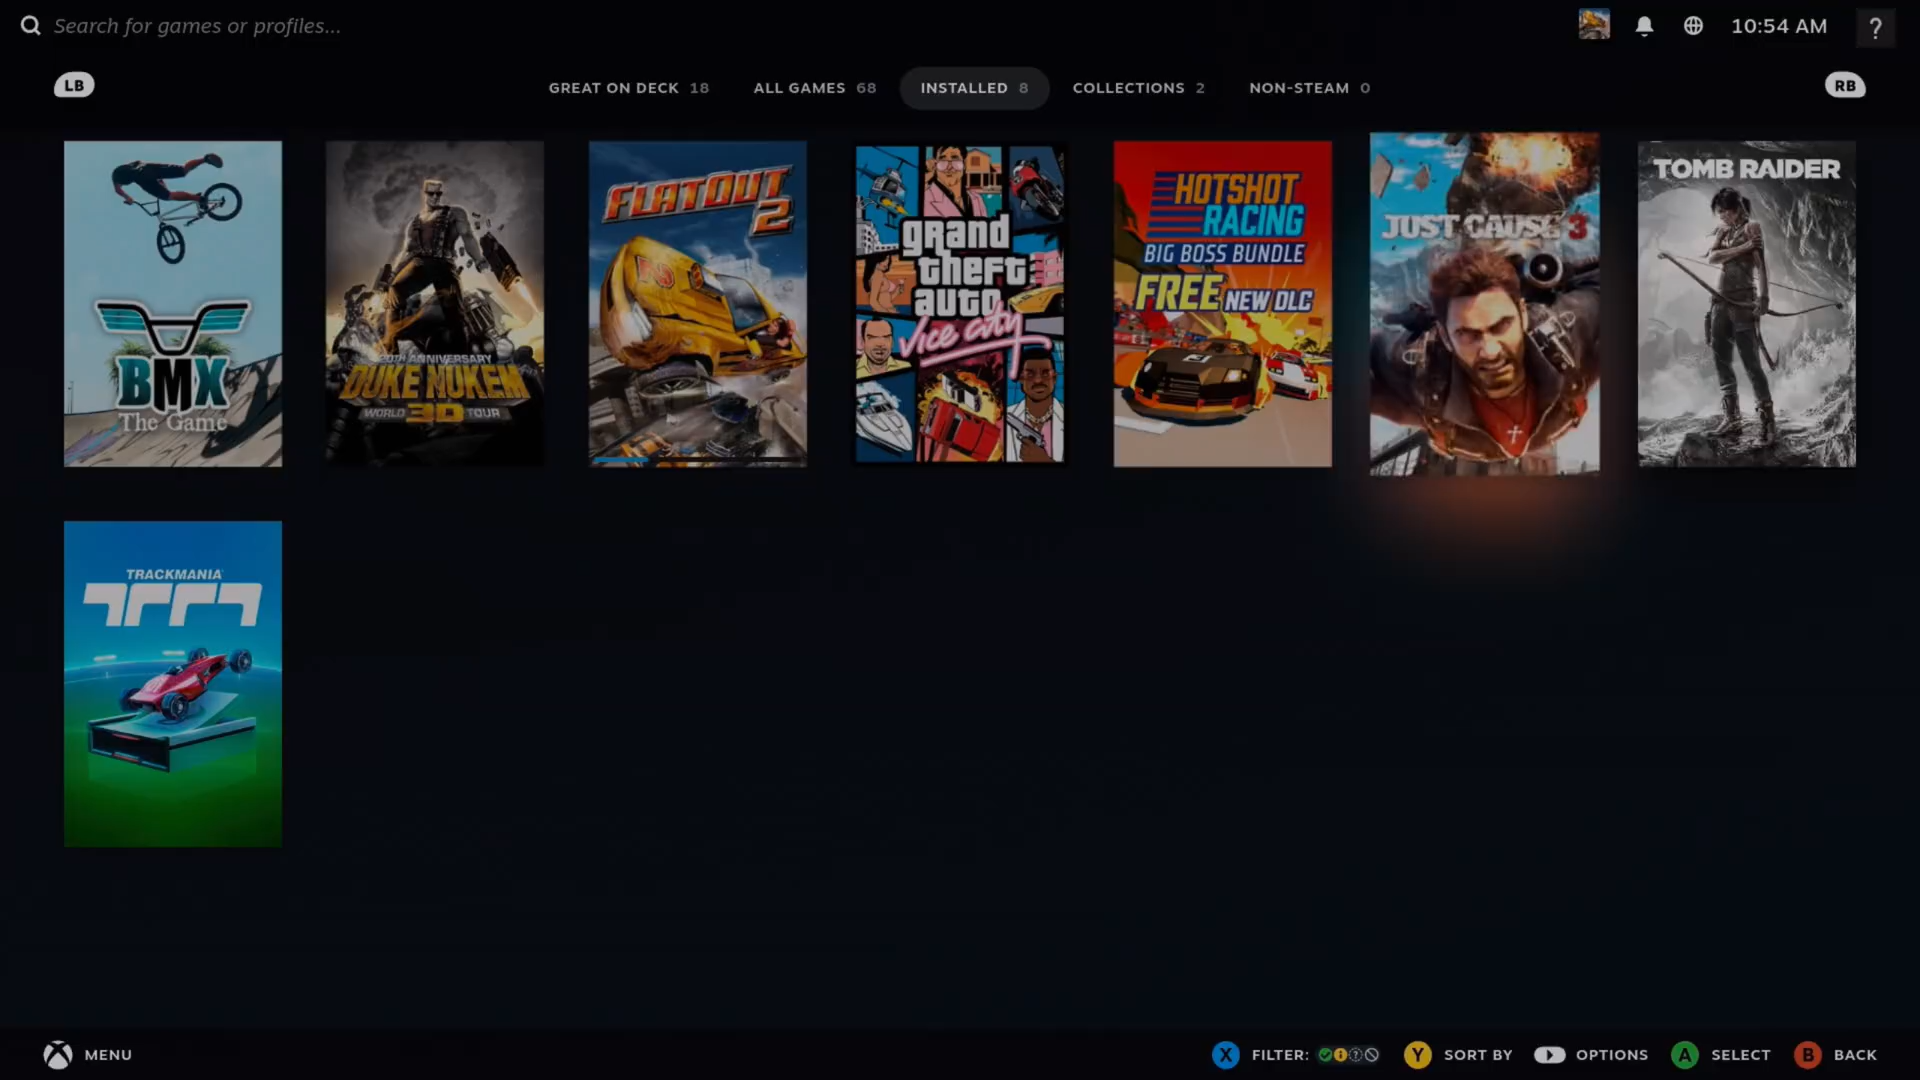 Search for games or profiles...
10:54 AM
?
LB
GREAT ON DECK 18
ALL GAMES 68
INSTALLED 8
COLLECTIONS 2
NON-STEAM 0
RB
BMX
The Game
20TH ANNIVERSARY
DUKE NUKEM
WORLD 3D TOUR
FLATOUT
2
grand
theft
auto
vice city
HOTSHOT
RACING
BIG BOSS BUNDLE
FREE NEW DLC
JUST CAUSE 3
TOMB RAIDER
TRACKMANIA
MENU
X FILTER:
Y SORT BY
OPTIONS
A SELECT
B BACK